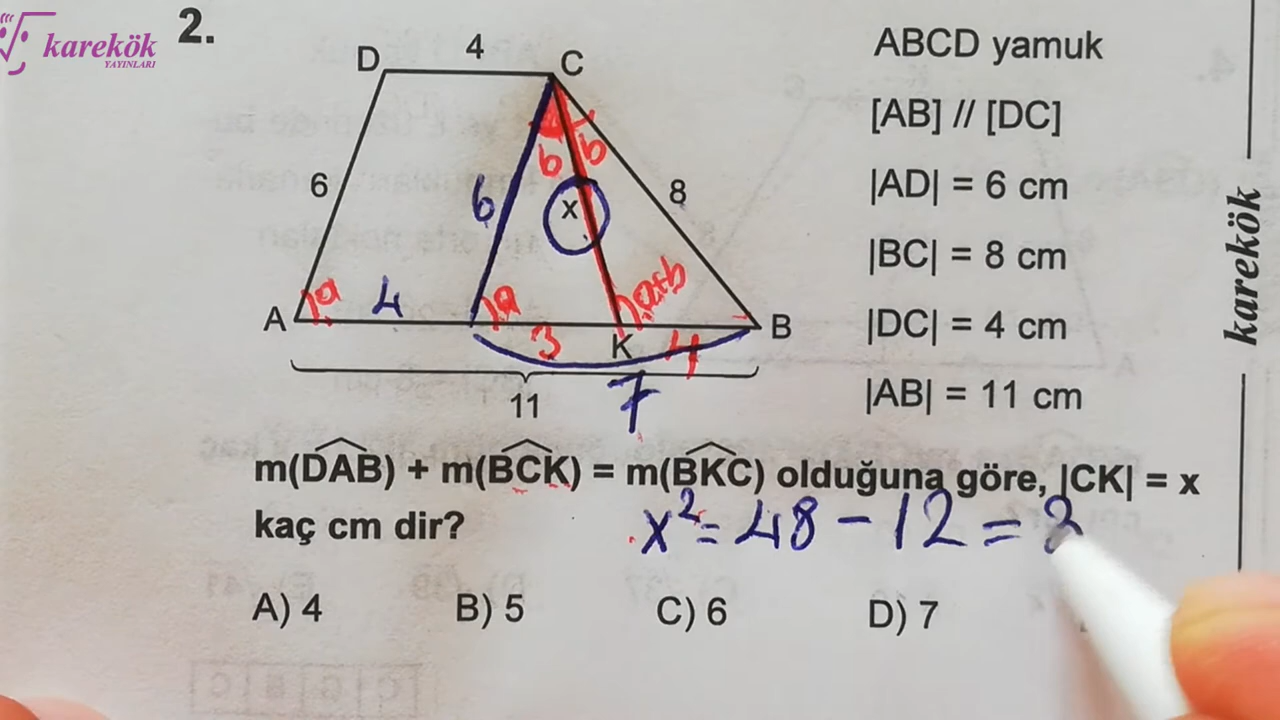 karekök
YAYINLARI
2.
D 4 C
6 6 b b x 8
A a 4 a 3 K a+b 4 B
11 7
ABCD yamuk
[AB] // [DC]
|AD| = 6 cm
|BC| = 8 cm
|DC| = 4 cm
|AB| = 11 cm
karekök
m(DAB) + m(BCK) = m(BKC) olduğuna göre, |CK| = x
kaç cm dir?
x² = 48 - 12 = 3
A) 4 B) 5 C) 6 D) 7